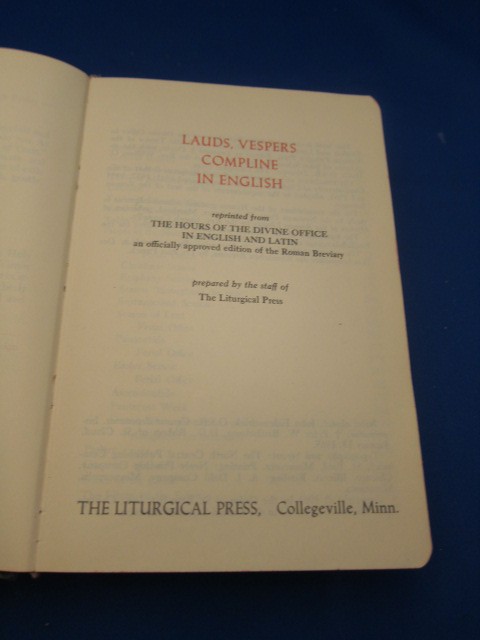 LAUDS, VESPERS
COMPLINE
IN ENGLISH
reprinted from
THE HOURS OF THE DIVINE OFFICE
IN ENGLISH AND LATIN
an officially approved edition of the Roman Breviary
prepared by the staff of
The Liturgical Press
THE LITURGICAL PRESS, Collegeville, Minn.